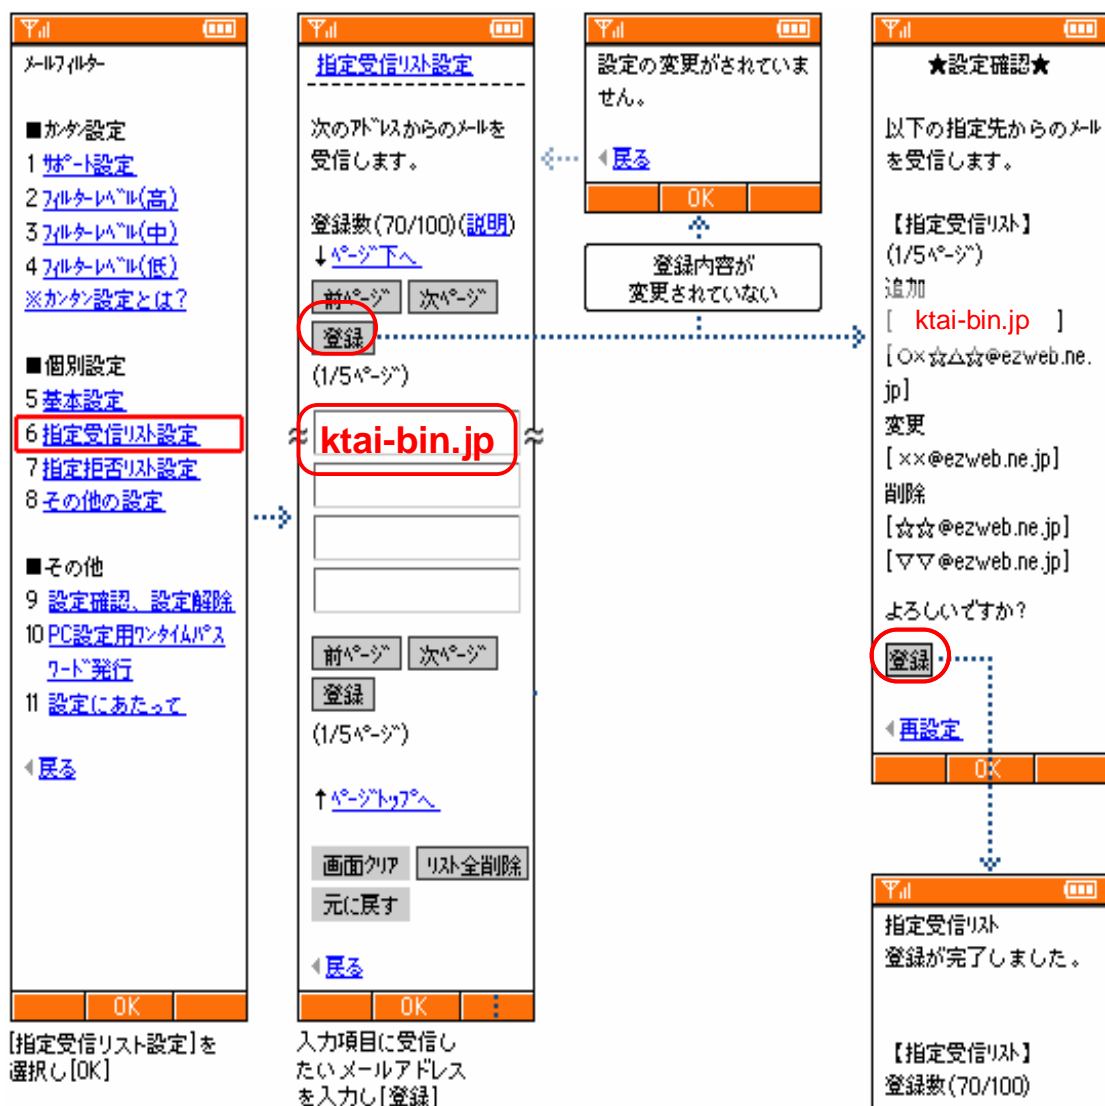 メールフィルター
■カンタン設定
1 サポート設定
2 フィルターレベル(高)
3 フィルターレベル(中)
4 フィルターレベル(低)
※カンタン設定とは?
■個別設定
5 基本設定
6 指定受信リスト設定
7 指定拒否リスト設定
8 その他の設定
■その他
9 設定確認、設定解除
10 PC設定用ワンタイムパス
ワード発行
11 設定にあたって
戻る
OK
[指定受信リスト設定]を
選択し[OK]
指定受信リスト設定
次のアドレスからのメールを
受信します。
登録数(70/100)(説明)
↓ページ下へ
前ページ 次ページ
登録
(1/5ページ)
≈ ktai-bin.jp ≈
前ページ 次ページ
登録
(1/5ページ)
↑ページトップへ
画面クリア リスト全削除
元に戻す
戻る
OK
入力項目に受信し
たいメールアドレス
を入力し[登録]
設定の変更がされていま
せん。
戻る
OK
登録内容が
変更されていない
★設定確認★
以下の指定先からのメール
を受信します。
【指定受信リスト】
(1/5ページ)
追加
[ ktai-bin.jp ]
[○×☆△☆@ezweb.ne.
jp]
変更
[××@ezweb.ne.jp]
削除
[☆☆@ezweb.ne.jp]
[▽▽@ezweb.ne.jp]
よろしいですか?
登録
再設定
OK
指定受信リスト
登録が完了しました。
【指定受信リスト】
登録数(70/100)